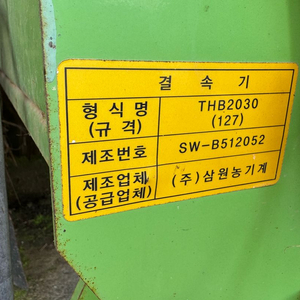 결속기
형식명 THB2030
(규격) (127)
제조번호 SW-B512052
제조업체 (주)삼원농기계
(공급업체)